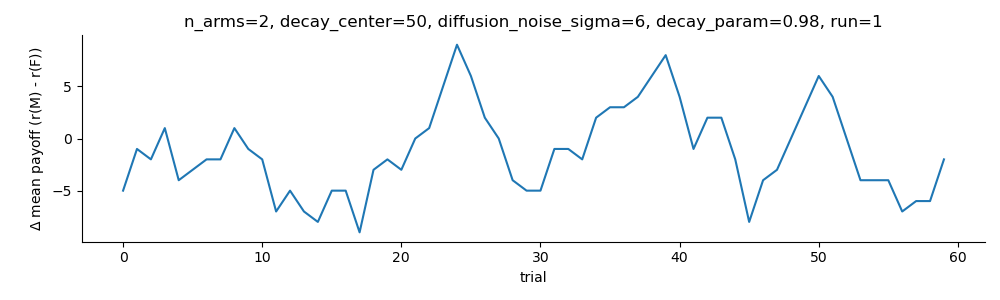 n_arms=2, decay_center=50, diffusion_noise_sigma=6, decay_param=0.98, run=1
Δ mean payoff (r(M) - r(F))
5
0
−5
0 10 20 30 40 50 60
trial